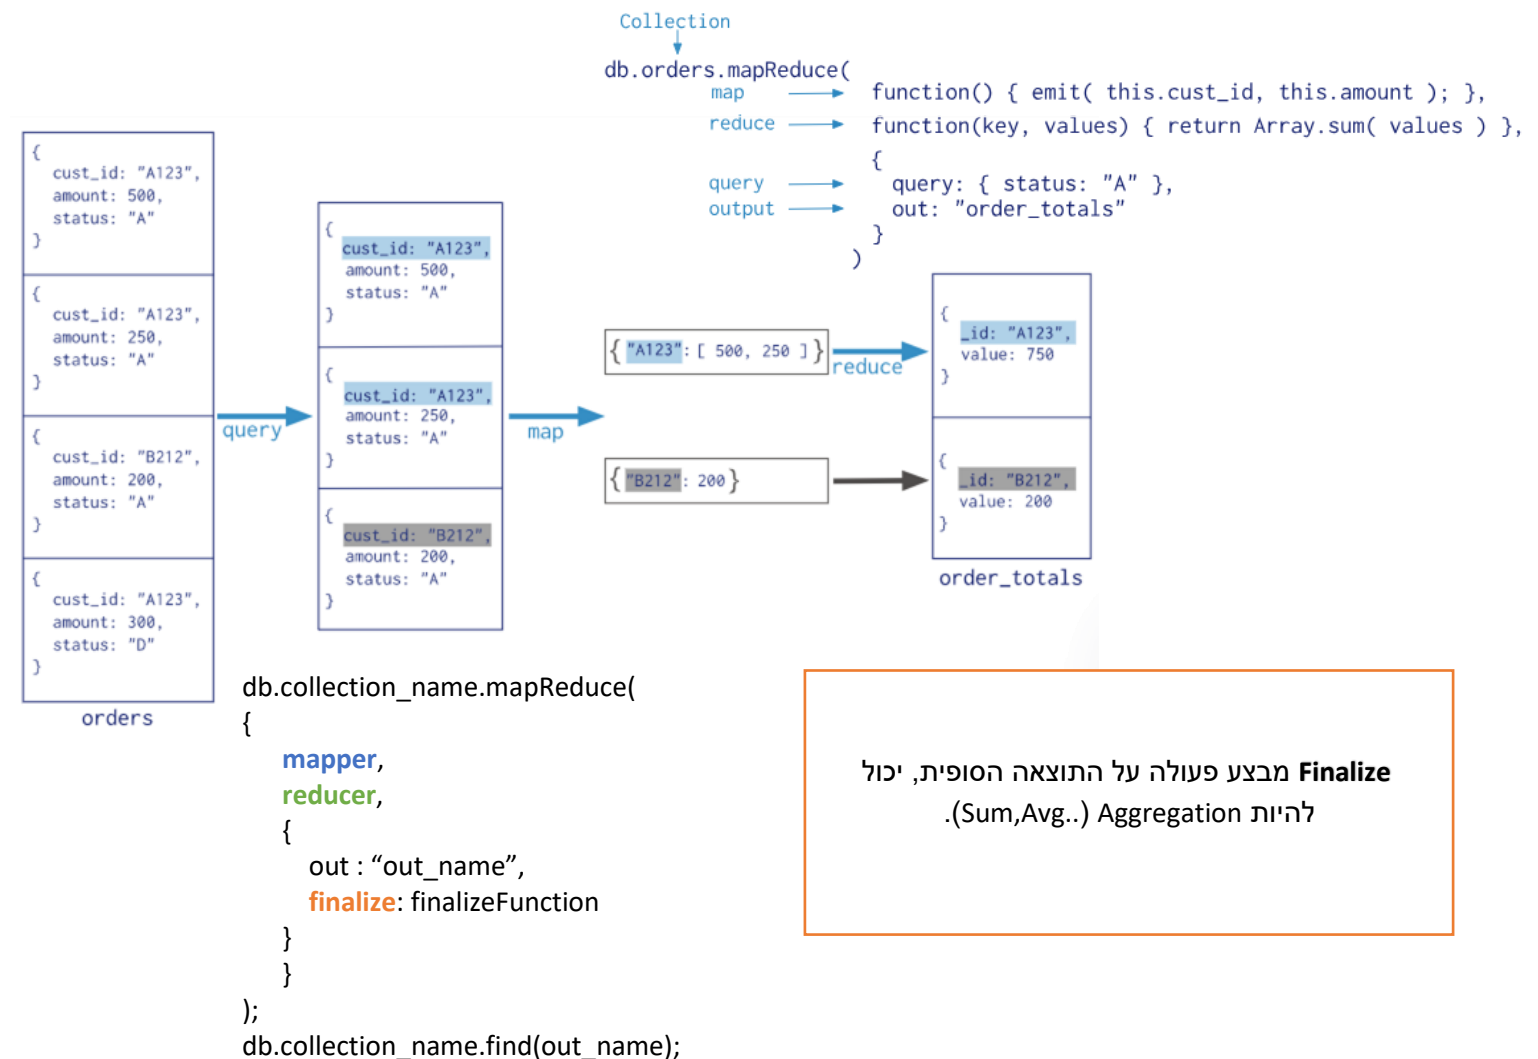 Collection
db.orders.mapReduce(
map function() { emit( this.cust_id, this.amount ); },
reduce function(key, values) { return Array.sum( values ) },
{
query query: { status: "A" },
output out: "order_totals"
}
)
{
cust_id: "A123",
amount: 500,
status: "A"
}
{
cust_id: "A123",
amount: 250,
status: "A"
}
{
cust_id: "B212",
amount: 200,
status: "A"
}
{
cust_id: "A123",
amount: 300,
status: "D"
}
orders
query
{
cust_id: "A123",
amount: 500,
status: "A"
}
{
cust_id: "A123",
amount: 250,
status: "A"
}
{
cust_id: "B212",
amount: 200,
status: "A"
}
map
{ "A123": [ 500, 250 ] }
reduce
{ "B212": 200 }
{
_id: "A123",
value: 750
}
{
_id: "B212",
value: 200
}
order_totals
db.collection_name.mapReduce(
{
mapper,
reducer,
{
out : “out_name”,
finalize: finalizeFunction
}
}
);
db.collection_name.find(out_name);
Finalize מבצע פעולה על התוצאה הסופית, יכול
להיות Aggregation (Sum,Avg..).